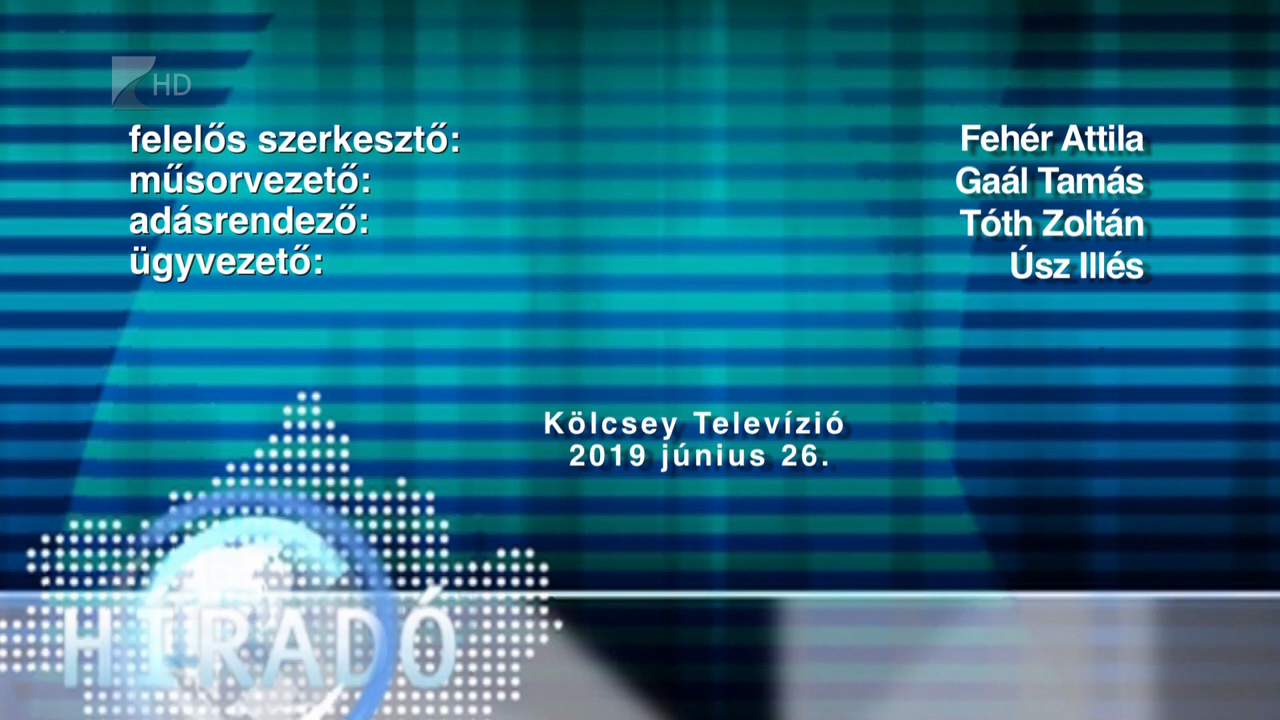 HD
felelős szerkesztő: Fehér Attila
műsorvezető: Gaál Tamás
adásrendező: Tóth Zoltán
ügyvezető: Úsz Illés
Kölcsey Televízió
2019 június 26.
HÍRADÓ